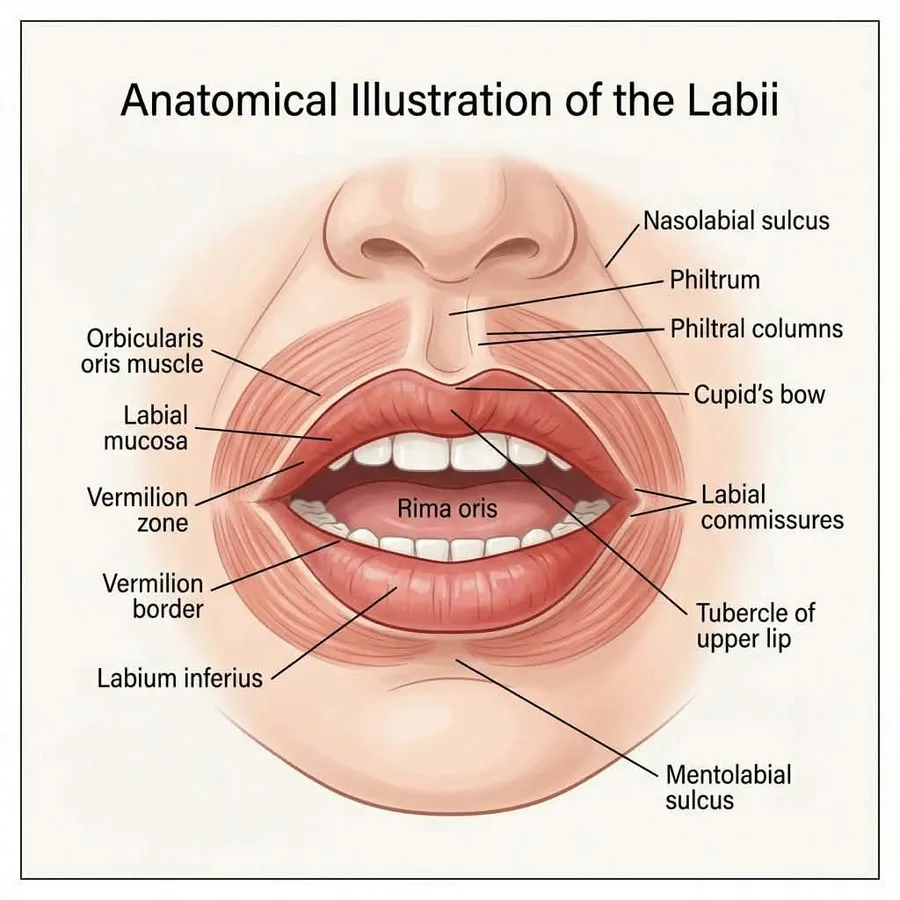 Anatomical Illustration of the Labii
Nasolabial sulcus
Philtrum
Philtral columns
Cupid's bow
Labial
commissures
Tubercle of
upper lip
Mentolabial
sulcus
Orbicularis
oris muscle
Labial
mucosa
Vermilion
zone
Vermilion
border
Labium inferius
Rima oris